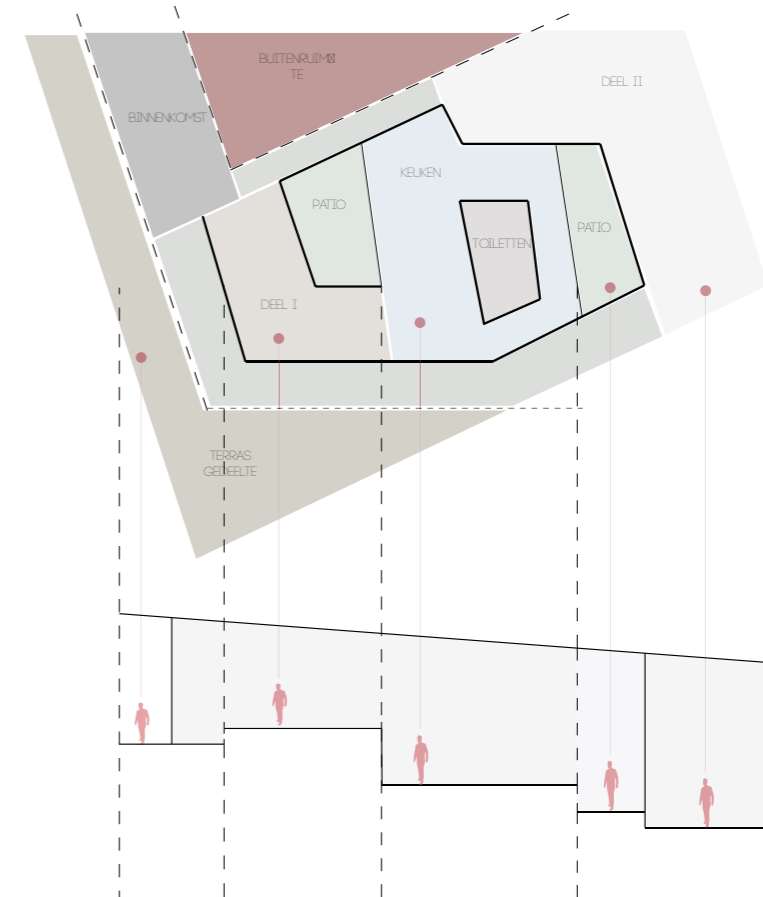 BUITENRUIM
TE
DEEL II
BINNENKOMST
KEUKEN
PATIO
PATIO
TOILETTEN
DEEL I
TERRAS
GEDEELTE